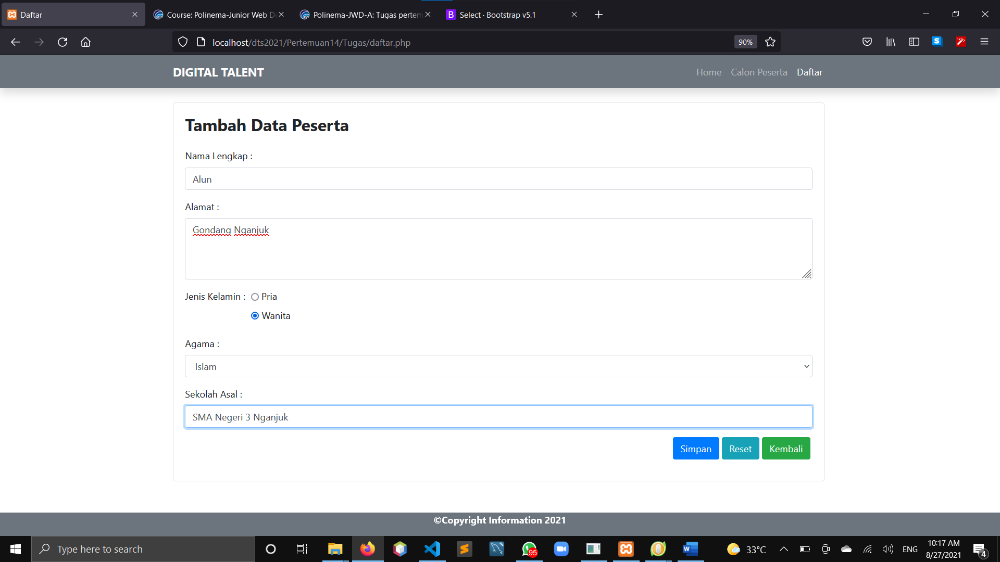 Daftar
Course: Polinema-Junior Web De
Polinema-JWD-A: Tugas pertem
B Select · Bootstrap v5.1
localhost/dts2021/Pertemuan14/Tugas/daftar.php
90%
S
DIGITAL TALENT
Home Calon Peserta Daftar
Tambah Data Peserta
Nama Lengkap :
Alun
Alamat :
Gondang Nganjuk
Jenis Kelamin : Pria
Wanita
Agama :
Islam
Sekolah Asal :
SMA Negeri 3 Nganjuk
Simpan Reset Kembali
©Copyright Information 2021
Type here to search
95
W
33°C
ENG
10:17 AM
8/27/2021
4